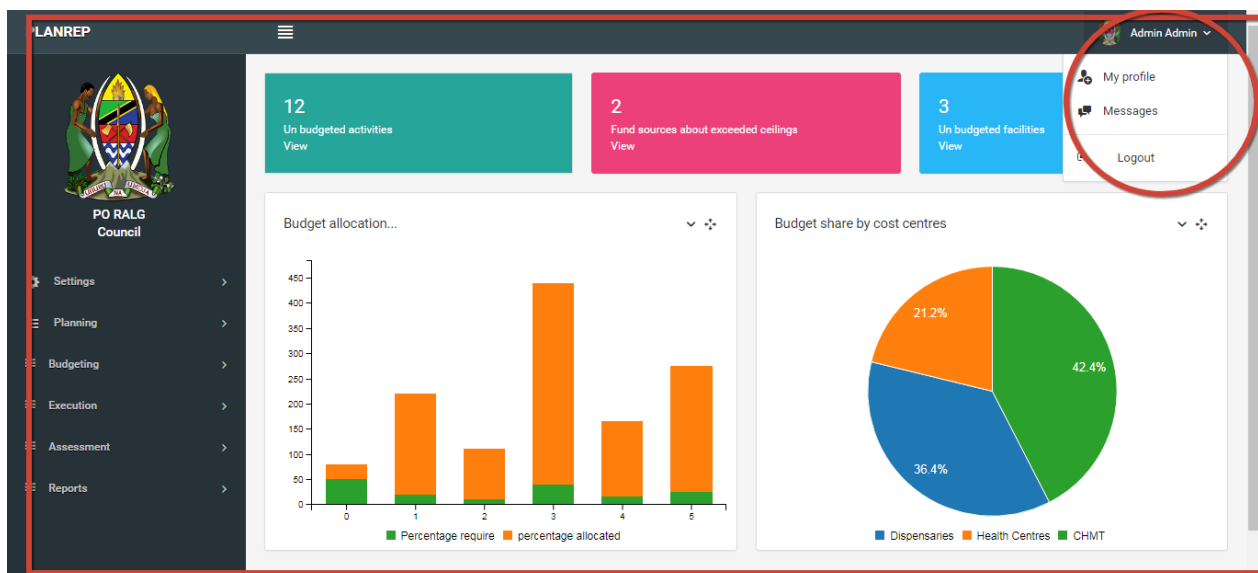 PLANREP
Admin Admin
My profile
Messages
Logout
12
Un budgeted activities
View
2
Fund sources about exceeded ceilings
View
3
Un budgeted facilities
View
UHURU NA UMOJA
PO RALG
Council
Settings
Planning
Budgeting
Execution
Assessment
Reports
Budget allocation...
450
400
350
300
250
200
150
100
50
0
0 1 2 3 4 5
Percentage require percentage allocated
Budget share by cost centres
21.2%
42.4%
36.4%
Dispensaries Health Centres CHMT